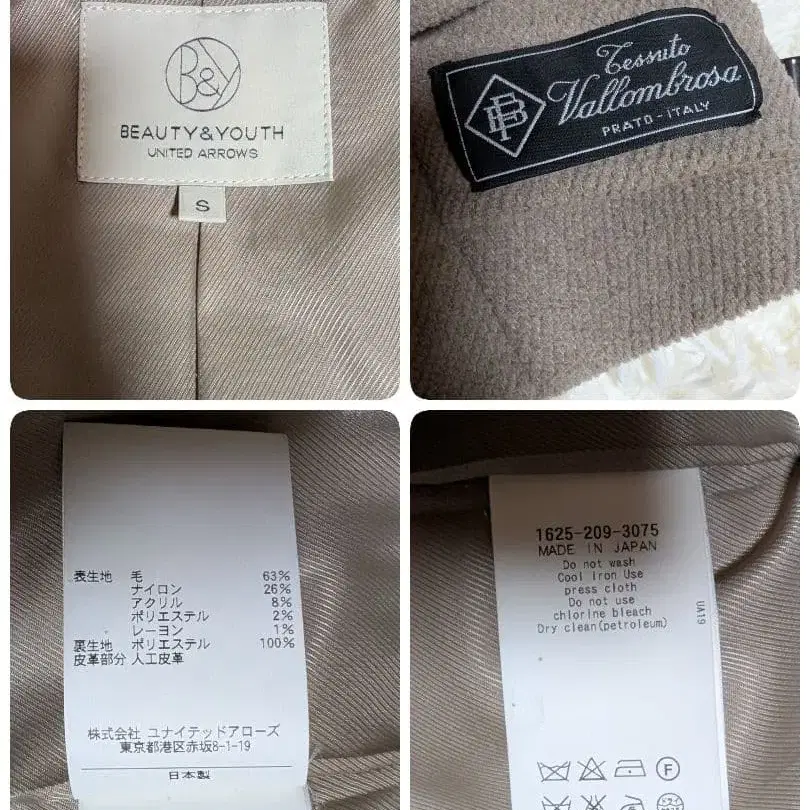 B&Y
BEAUTY&YOUTH
UNITED ARROWS
S
Tessuto
Vallombrosa
PRATO-ITALY
表生地 毛 63%
ナイロン 26%
アクリル 8%
ポリエステル 2%
レーヨン 1%
裏生地 ポリエステル 100%
皮革部分 人工皮革
株式会社 ユナイテッドアローズ
東京都港区赤坂8-1-19
日本製
1625-209-3075
MADE IN JAPAN
Do not wash
Cool Iron Use
press cloth
Do not use
chlorine bleach
Dry clean(petroleum)
UA19
F